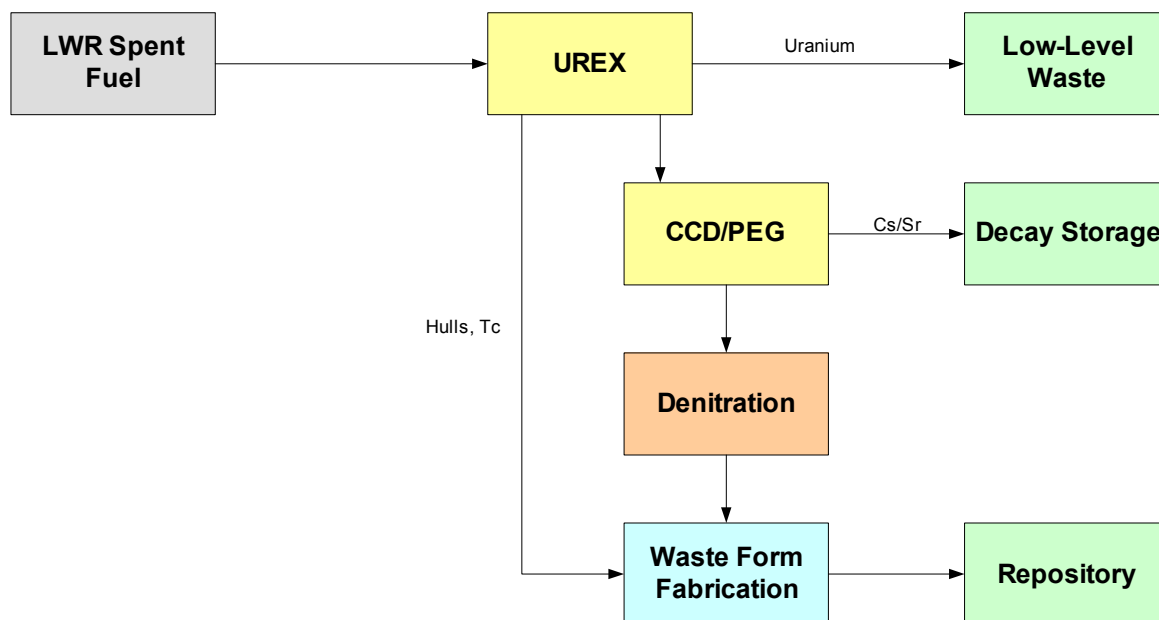 LWR Spent
Fuel
UREX
Uranium
Low-Level
Waste
CCD/PEG
Cs/Sr
Decay Storage
Hulls, Tc
Denitration
Waste Form
Fabrication
Repository